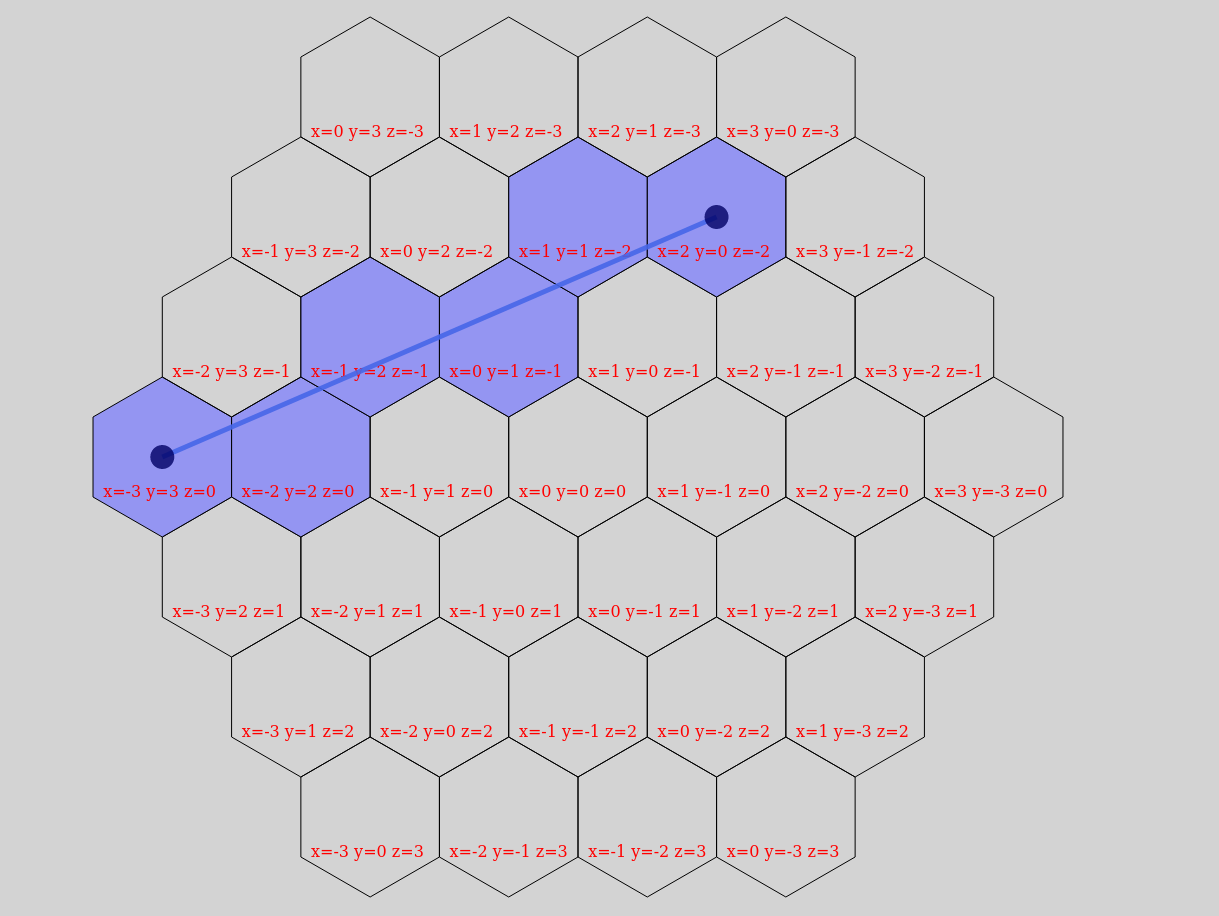 x=0 y=3 z=-3 x=1 y=2 z=-3 x=2 y=1 z=-3 x=3 y=0 z=-3
x=-1 y=3 z=-2 x=0 y=2 z=-2 x=1 y=1 z=-2 x=2 y=0 z=-2 x=3 y=-1 z=-2
x=-2 y=3 z=-1 x=-1 y=2 z=-1 x=0 y=1 z=-1 x=1 y=0 z=-1 x=2 y=-1 z=-1 x=3 y=-2 z=-1
x=-3 y=3 z=0 x=-2 y=2 z=0 x=-1 y=1 z=0 x=0 y=0 z=0 x=1 y=-1 z=0 x=2 y=-2 z=0 x=3 y=-3 z=0
x=-3 y=2 z=1 x=-2 y=1 z=1 x=-1 y=0 z=1 x=0 y=-1 z=1 x=1 y=-2 z=1 x=2 y=-3 z=1
x=-3 y=1 z=2 x=-2 y=0 z=2 x=-1 y=-1 z=2 x=0 y=-2 z=2 x=1 y=-3 z=2
x=-3 y=0 z=3 x=-2 y=-1 z=3 x=-1 y=-2 z=3 x=0 y=-3 z=3